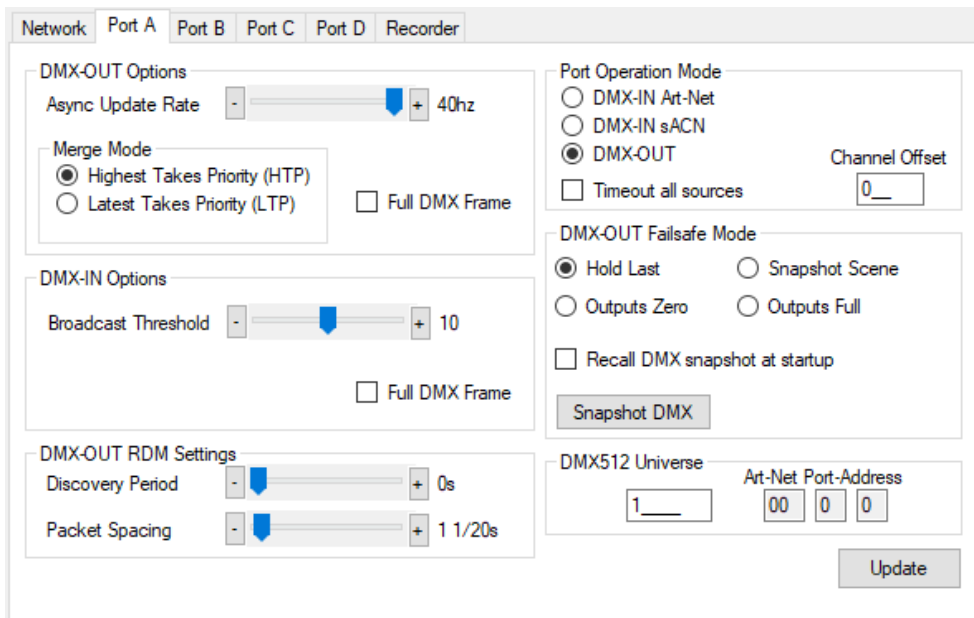 Network Port A Port B Port C Port D Recorder
DMX-OUT Options
Async Update Rate - + 40hz
Merge Mode
Highest Takes Priority (HTP)
Latest Takes Priority (LTP)
Full DMX Frame
DMX-IN Options
Broadcast Threshold - + 10
Full DMX Frame
DMX-OUT RDM Settings
Discovery Period - + 0s
Packet Spacing - + 1 1/20s
Port Operation Mode
DMX-IN Art-Net
DMX-IN sACN
DMX-OUT
Channel Offset
Timeout all sources 0__
DMX-OUT Failsafe Mode
Hold Last Snapshot Scene
Outputs Zero Outputs Full
Recall DMX snapshot at startup
Snapshot DMX
DMX512 Universe
Art-Net Port-Address
1____ 00 0 0
Update